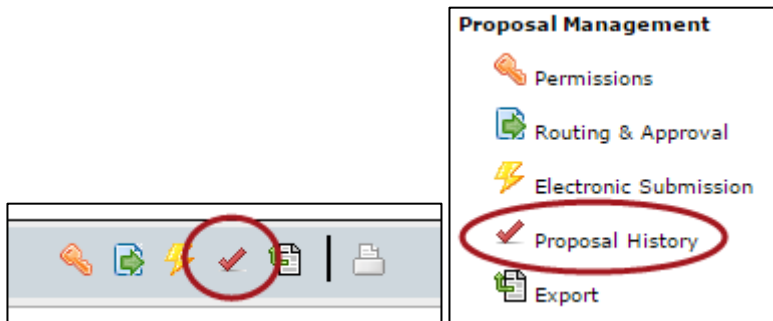 Proposal Management
Permissions
Routing & Approval
Electronic Submission
Proposal History
Export